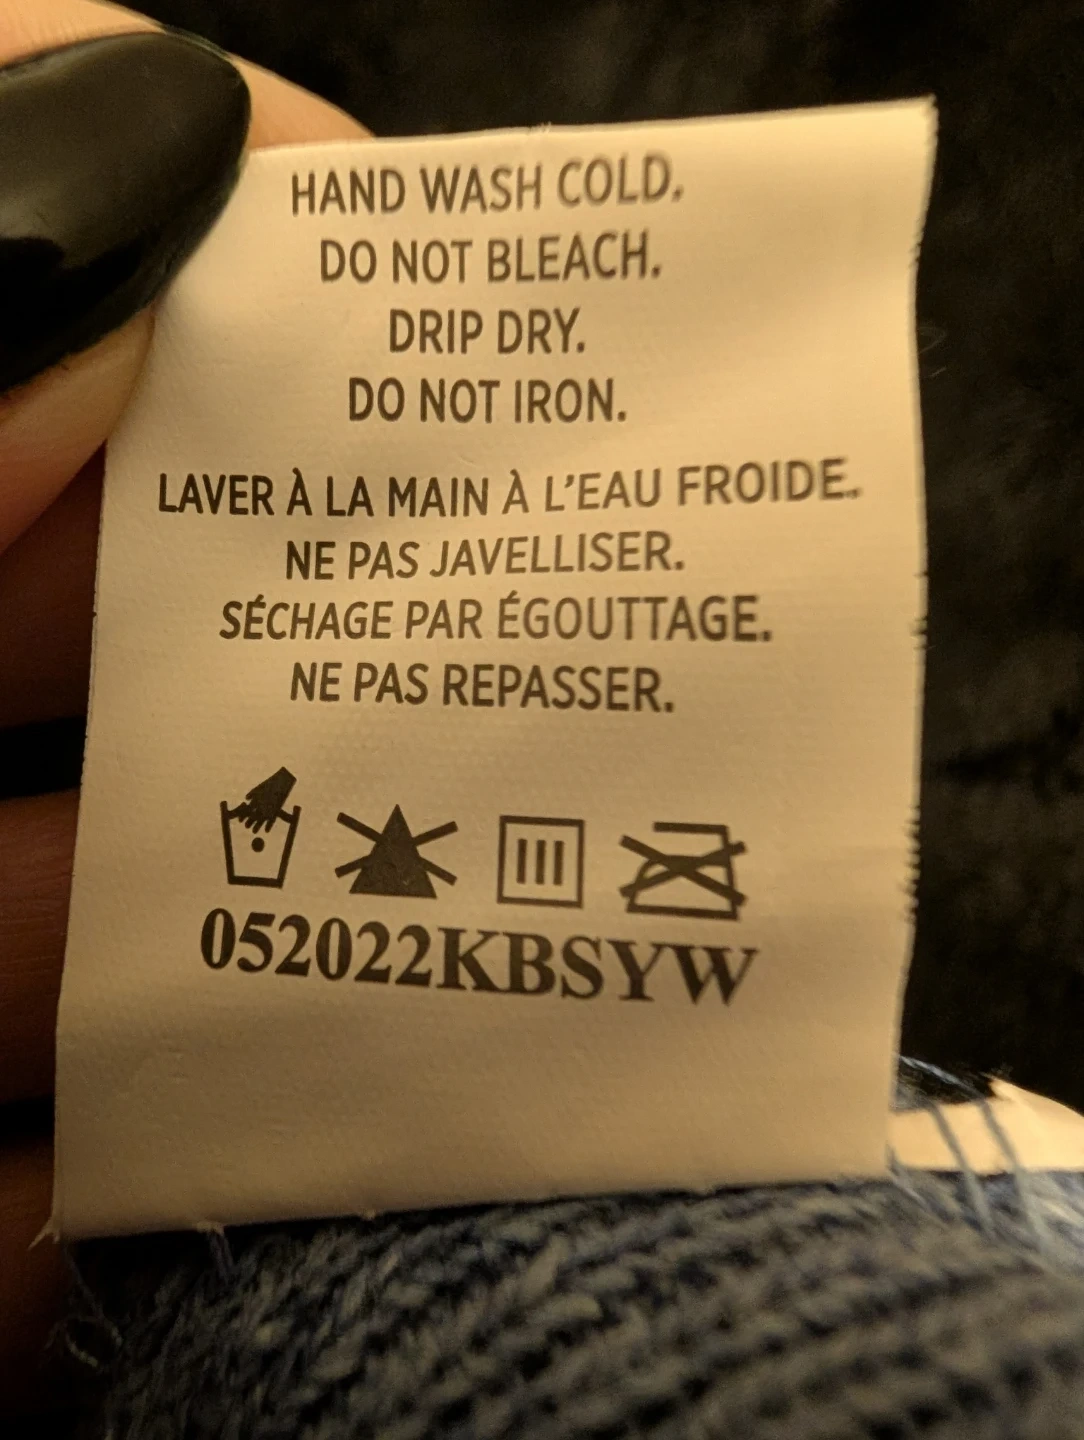 HAND WASH COLD.
DO NOT BLEACH.
DRIP DRY.
DO NOT IRON.
LAVER À LA MAIN À L'EAU FROIDE.
NE PAS JAVELLISER.
SÉCHAGE PAR ÉGOUTTAGE.
NE PAS REPASSER.
052022KBSYW